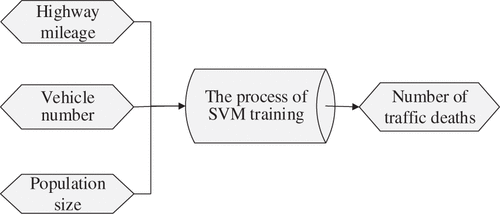 Highway
mileage
Vehicle
number
Population
size
The process of
SVM training
Number of
traffic deaths